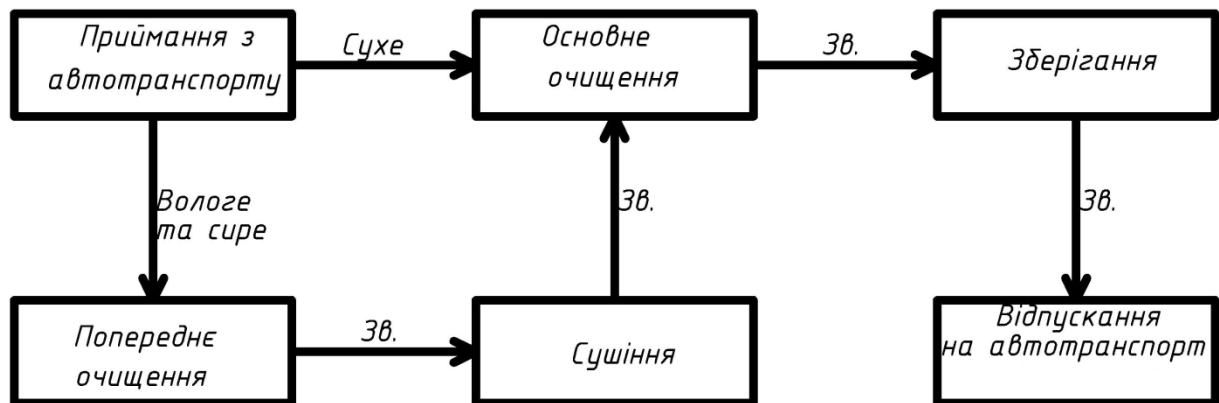 Приймання з
автотранспорту
Сухе
Основне
очищення
Зв.
Зберігання
Вологе
та сире
Зв.
Зв.
Попереднє
очищення
Зв.
Сушіння
Відпускання
на автотранспорт